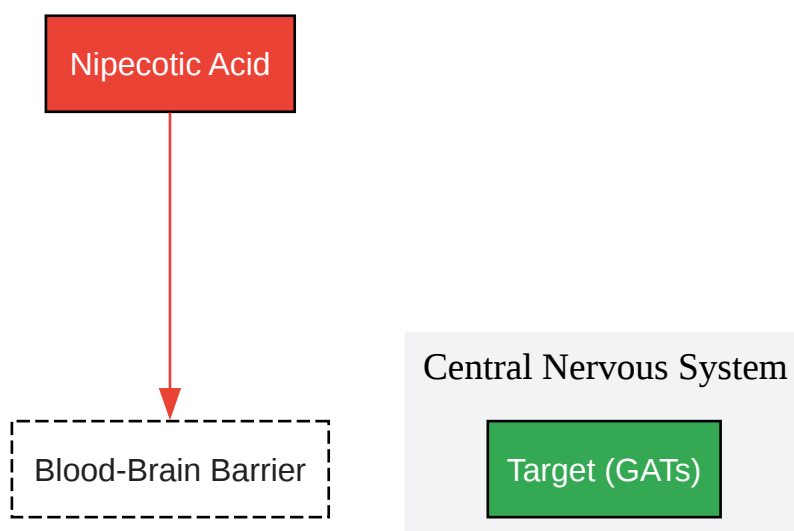 Nipecotic Acid
Central Nervous System
Blood-Brain Barrier
Target (GATs)